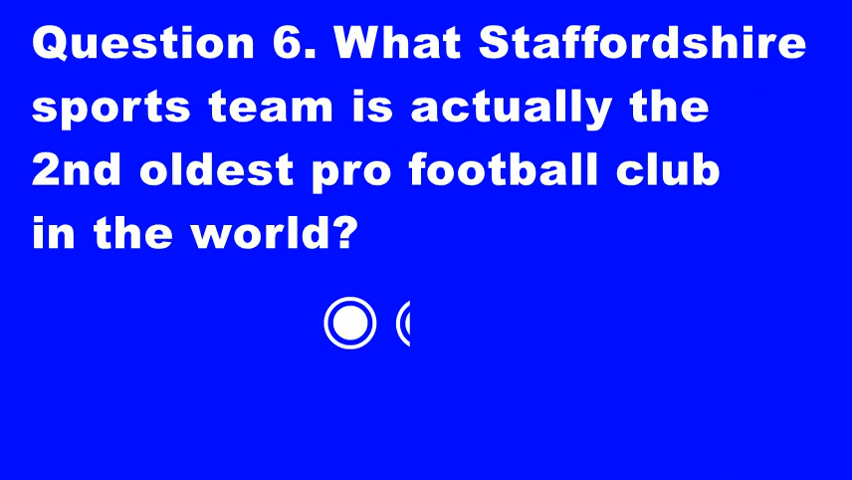 Question 6. What Staffordshire
sports team is actually the
2nd oldest pro football club
in the world?